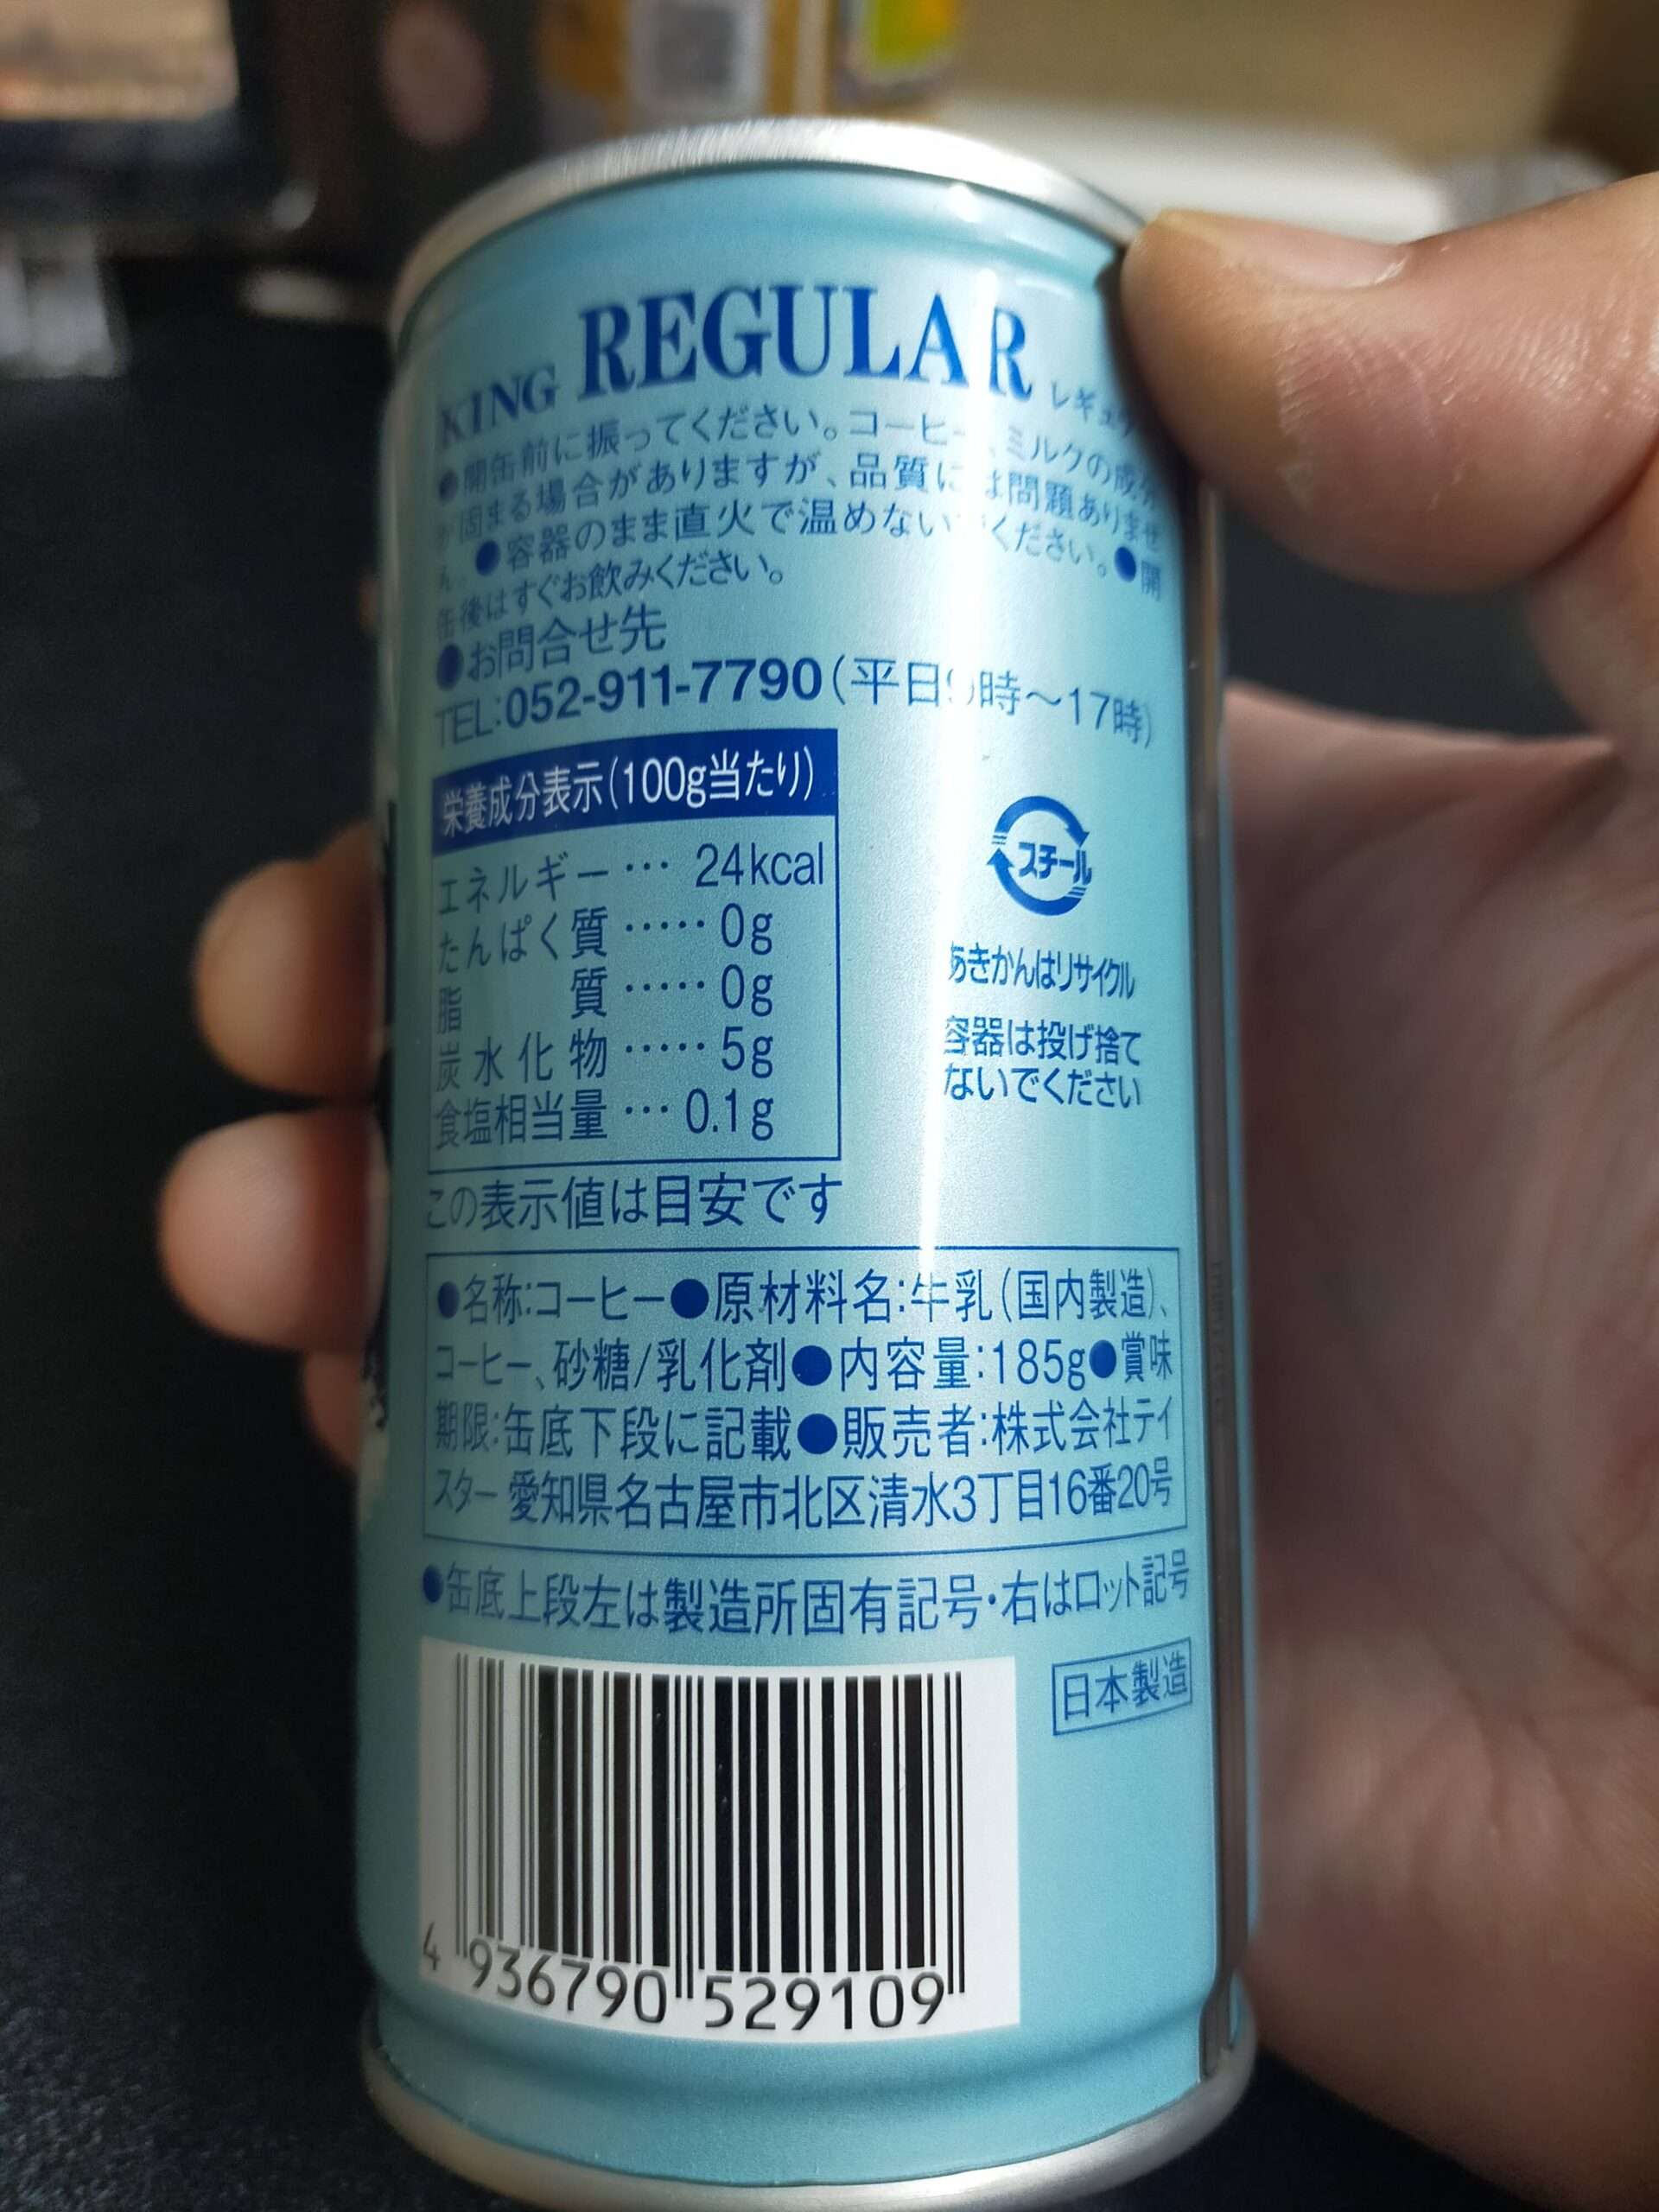 KING REGULAR レギュラ
●開缶前に振ってください。コーヒー、ミルクの成分
が固まる場合がありますが、品質には問題ありませ
ん。●容器のまま直火で温めないでください。●開
缶後はすぐお飲みください。
●お問合せ先
TEL:052-911-7790(平日9時～17時)
栄養成分表示(100g当たり)
エネルギー… 24kcal
たんぱく質…… 0g
脂質…… 0g
炭水化物…… 5g
食塩相当量… 0.1g
この表示値は目安です
スチール
あきかんはリサイクル
容器は投げ捨て
ないでください
●名称:コーヒー●原材料名:牛乳(国内製造)、
コーヒー、砂糖/乳化剤●内容量:185g●賞味
期限:缶底下段に記載●販売者:株式会社テイ
スター 愛知県名古屋市北区清水3丁目16番20号
●缶底上段左は製造所固有記号・右はロット記号
日本製造
4 936790 529109